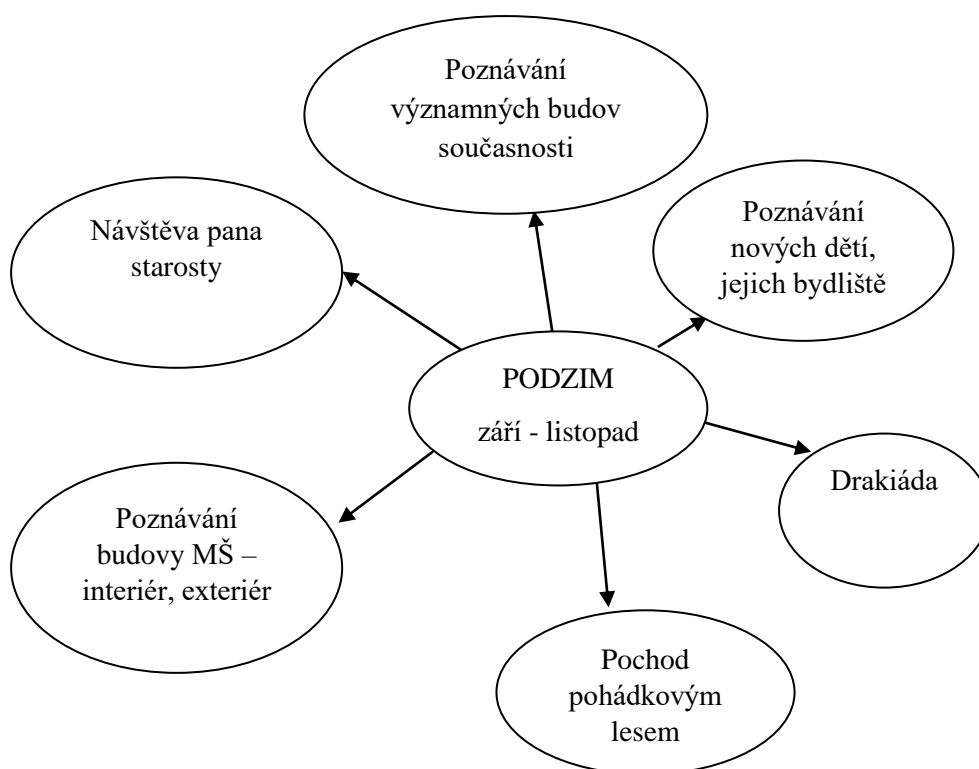 Poznávání
významných budov
současnosti
Návštěva pana
starosty
Poznávání
nových dětí,
jejich bydliště
PODZIM
září - listopad
Drakiáda
Poznávání
budovy MŠ –
interiér, exteriér
Pochod
pohádkovým
lesem